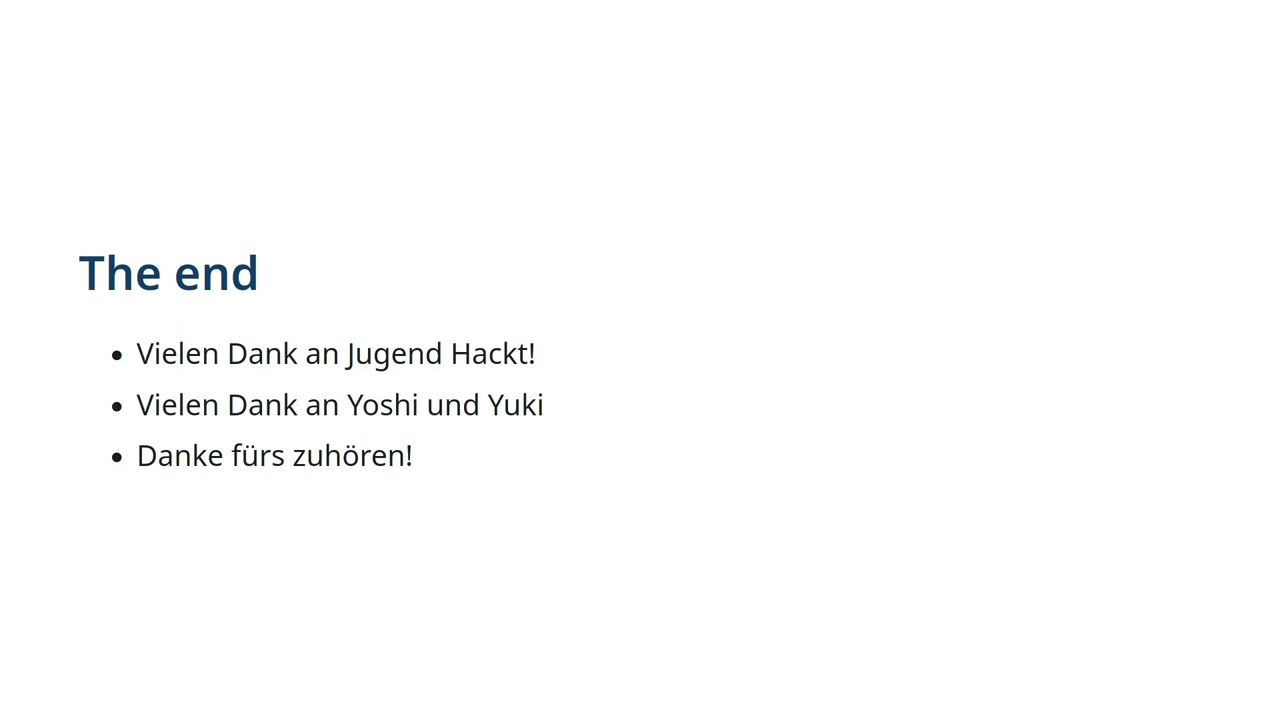 The end
Vielen Dank an Jugend Hackt!
Vielen Dank an Yoshi und Yuki
Danke fürs zuhören!